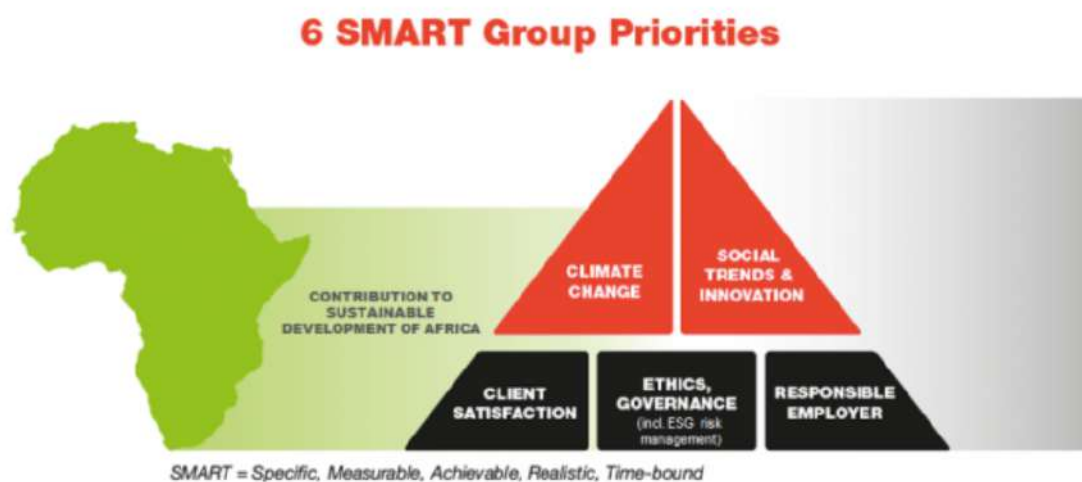 6 SMART Group Priorities
CLIMATE
CHANGE
SOCIAL
TRENDS &
INNOVATION
CONTRIBUTION TO
SUSTAINABLE
DEVELOPMENT OF AFRICA
CLIENT
SATISFACTION
ETHICS,
GOVERNANCE
(incl. ESG risk
management)
RESPONSIBLE
EMPLOYER
SMART = Specific, Measurable, Achievable, Realistic, Time-bound